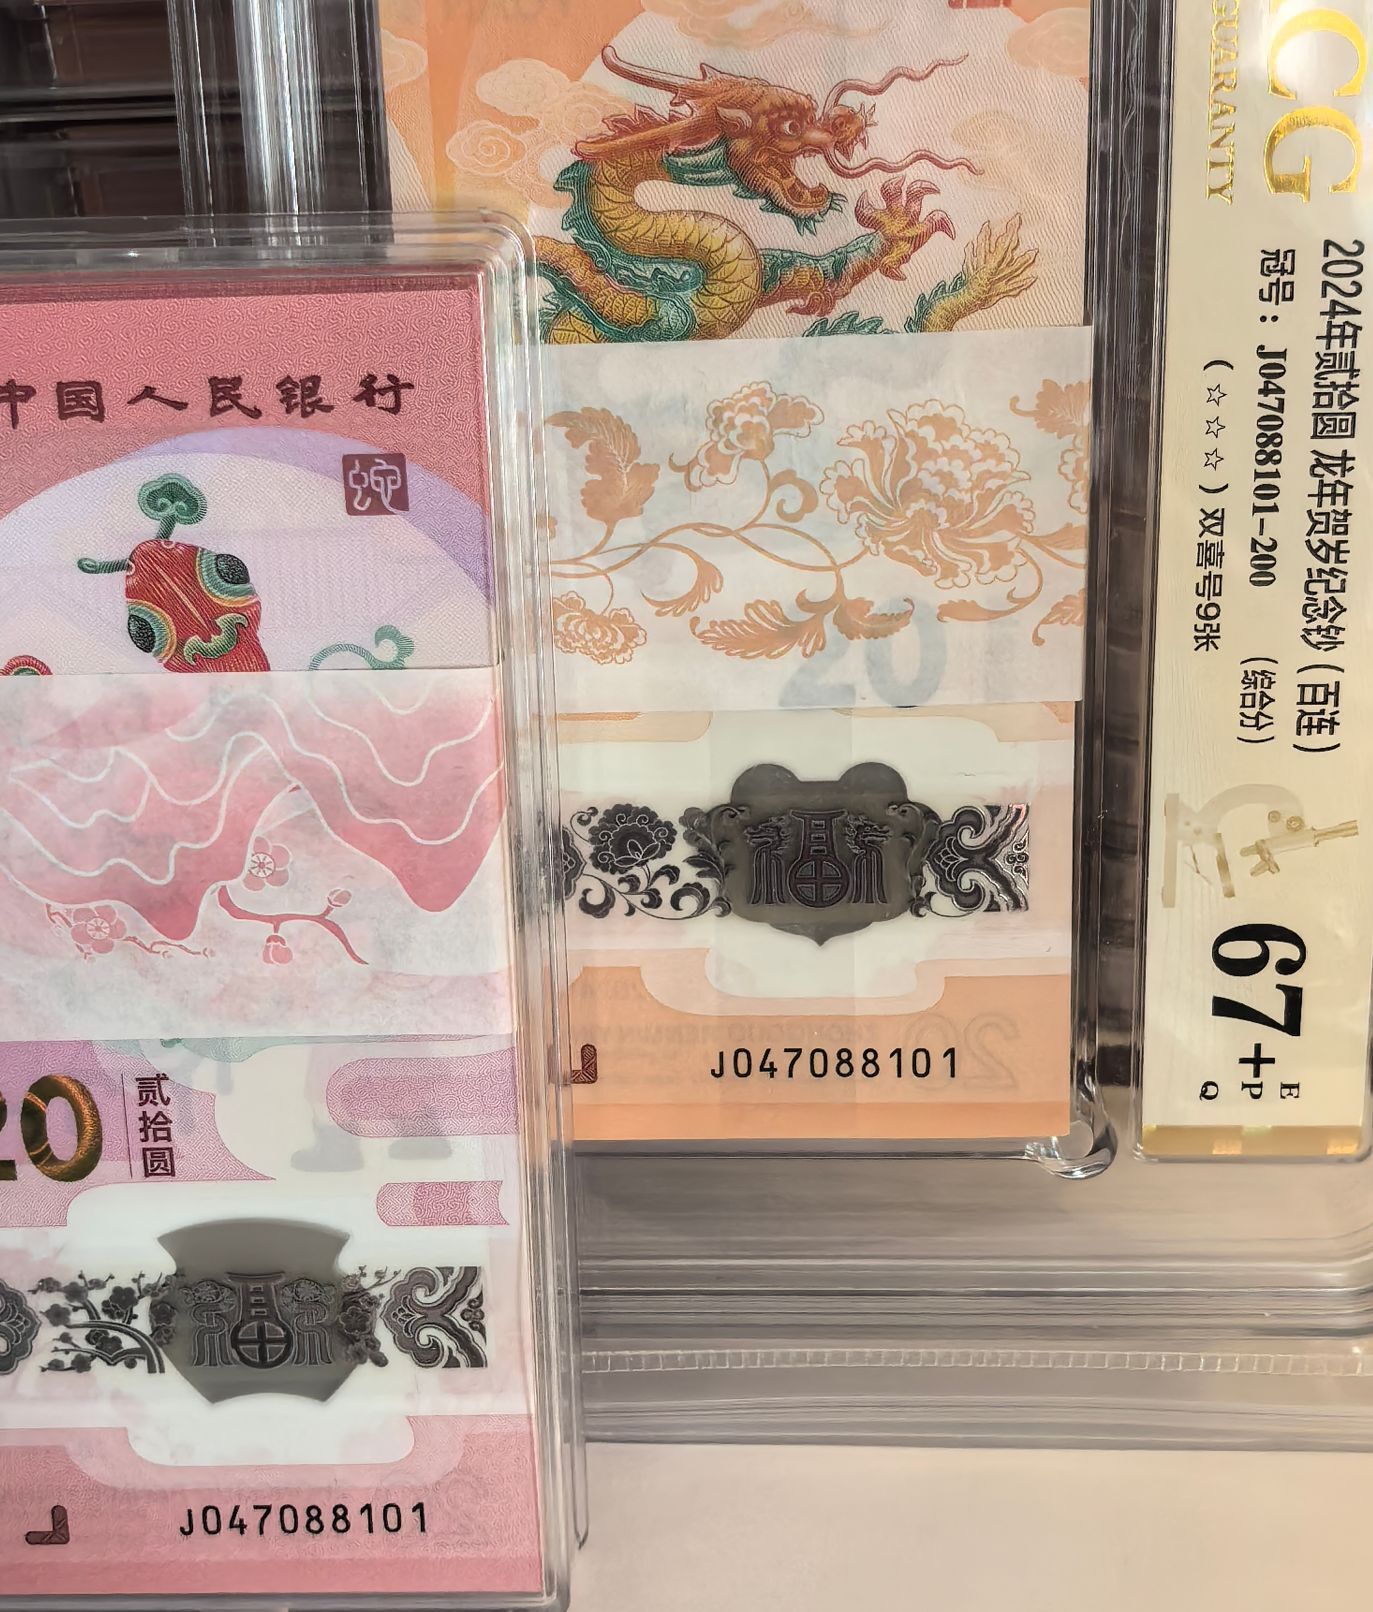 中国人民银行
蛇
20
贰拾圆
J047088101
20
J047088101
CG
GUARANTY
2024年贰拾圆 龙年贺岁纪念钞（百连）
冠号：J047088101-200 （综合分）
（☆☆☆）双喜号9张
67+
E
P
Q